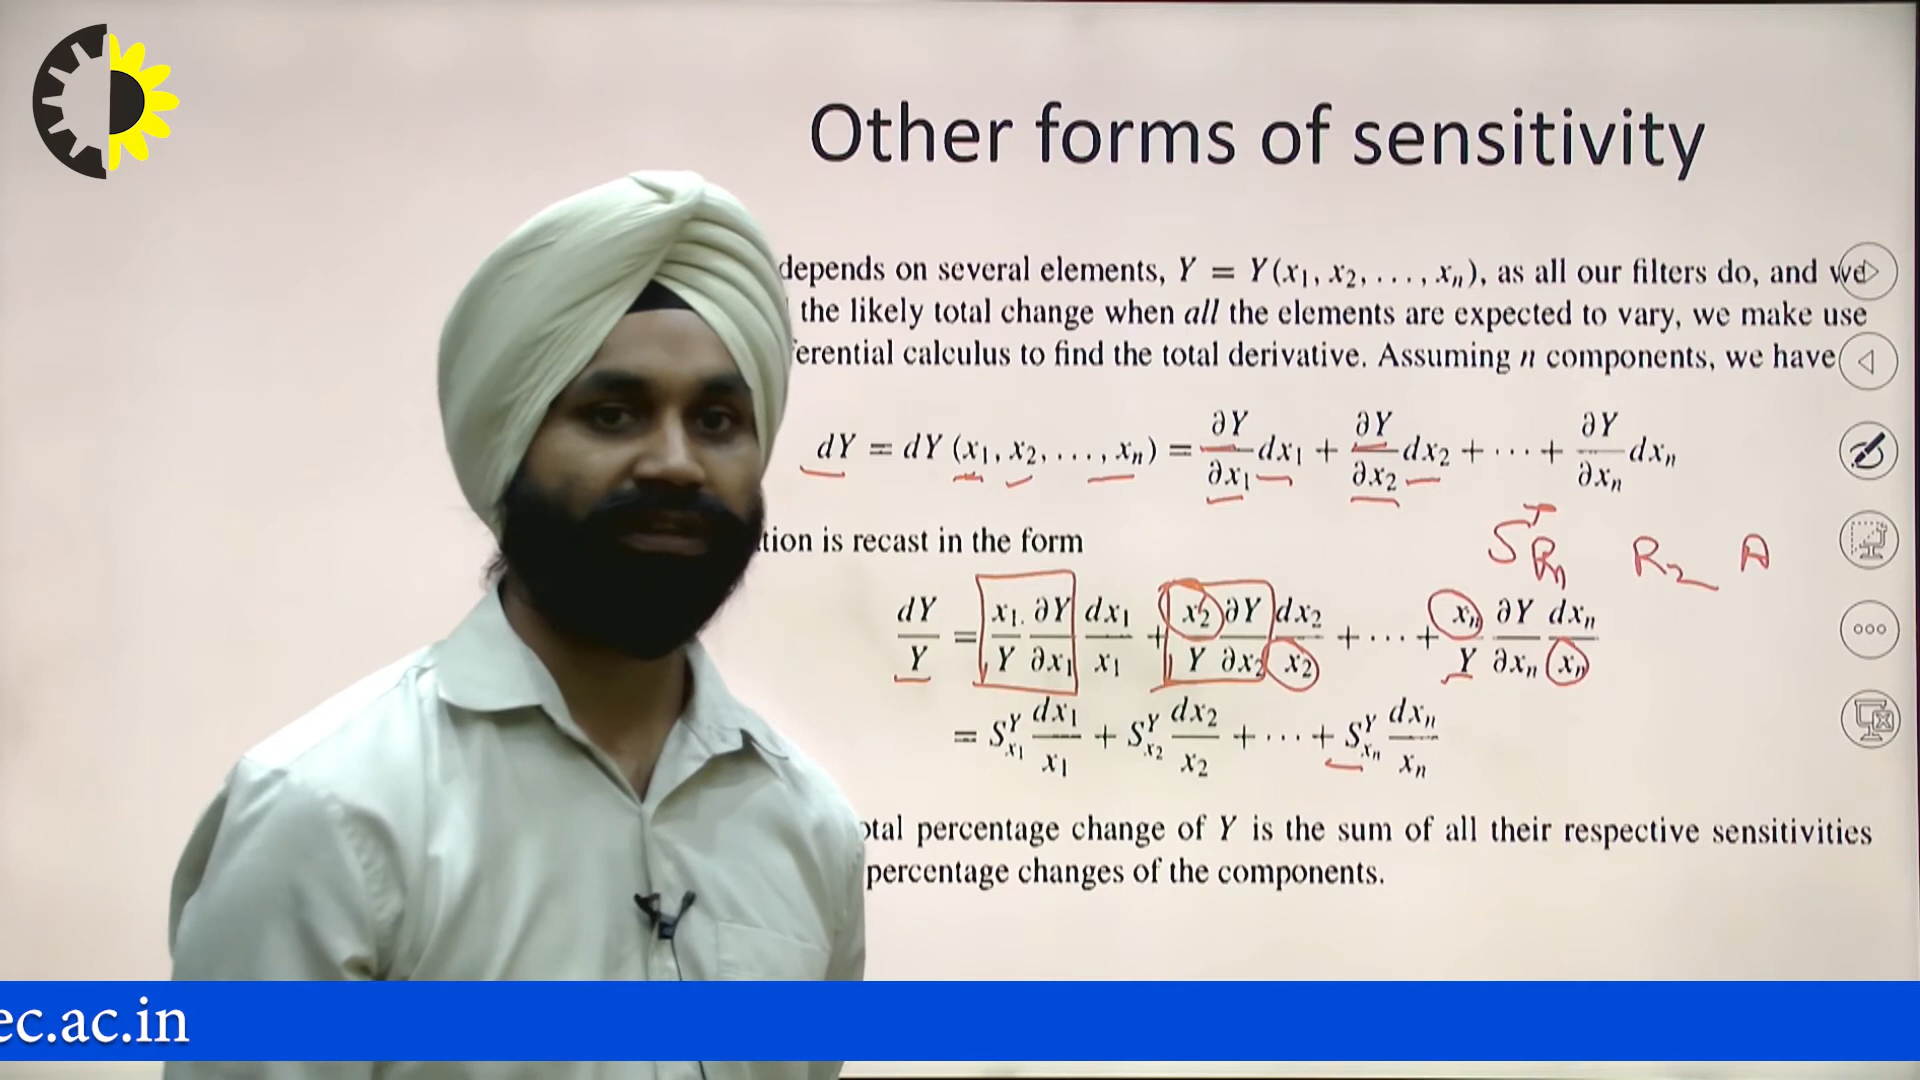 Other forms of sensitivity
depends on several elements, Y = Y(x₁, x₂, . . . , xₙ), as all our filters do, and we
the likely total change when all the elements are expected to vary, we make use
erential calculus to find the total derivative. Assuming n components, we have
dY = dY (x₁, x₂, . . . , xₙ) = ∂Y/∂x₁ dx₁ + ∂Y/∂x₂ dx₂ + · · · + ∂Y/∂xₙ dxₙ
tion is recast in the form
S^T_Rₙ R₂ A
dY/Y = x₁/Y ∂Y/∂x₁ dx₁/x₁ + x₂/Y ∂Y/∂x₂ dx₂/x₂ + · · · + xₙ/Y ∂Y/∂xₙ dxₙ/xₙ
= S^Y_x₁ dx₁/x₁ + S^Y_x₂ dx₂/x₂ + · · · + S^Y_xₙ dxₙ/xₙ
otal percentage change of Y is the sum of all their respective sensitivities
percentage changes of the components.
ec.ac.in